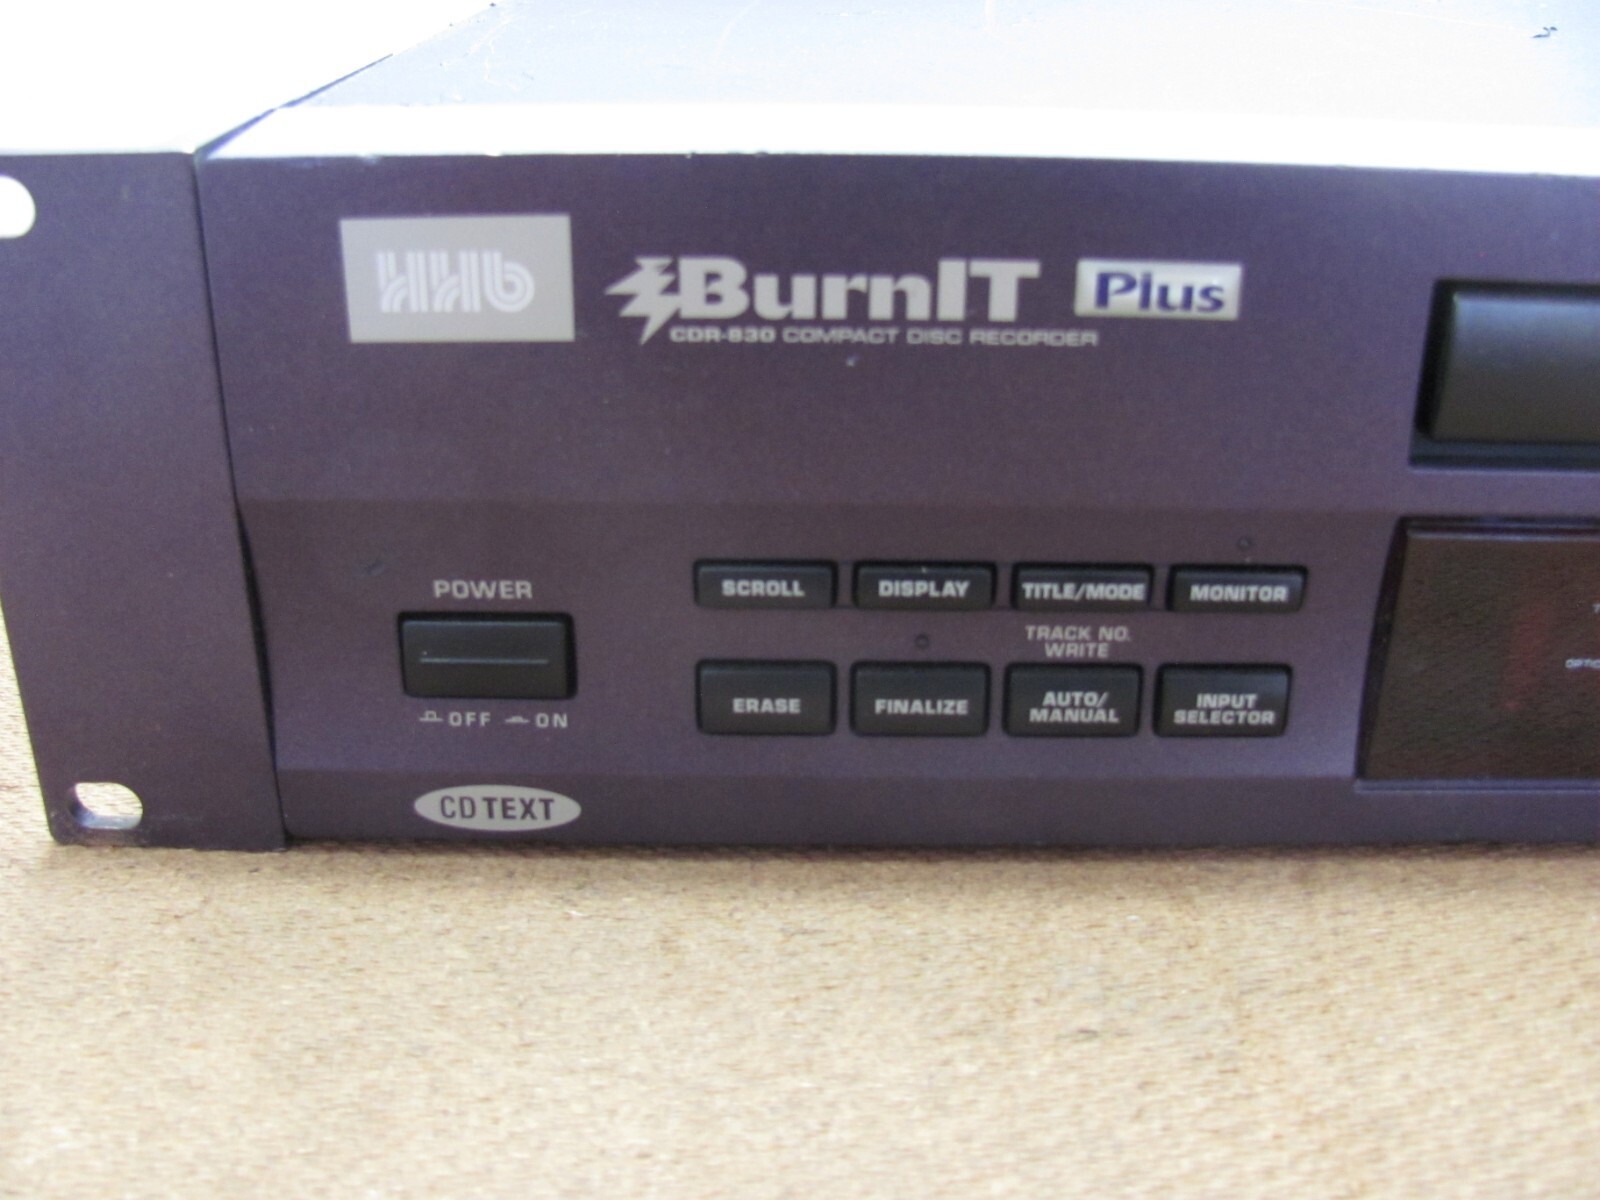 HHb
BurnIT Plus
CDR-830 COMPACT DISC RECORDER
POWER
OFF ON
SCROLL DISPLAY TITLE/MODE MONITOR
TRACK NO.
WRITE
ERASE FINALIZE AUTO/
MANUAL INPUT
SELECTOR
CD TEXT